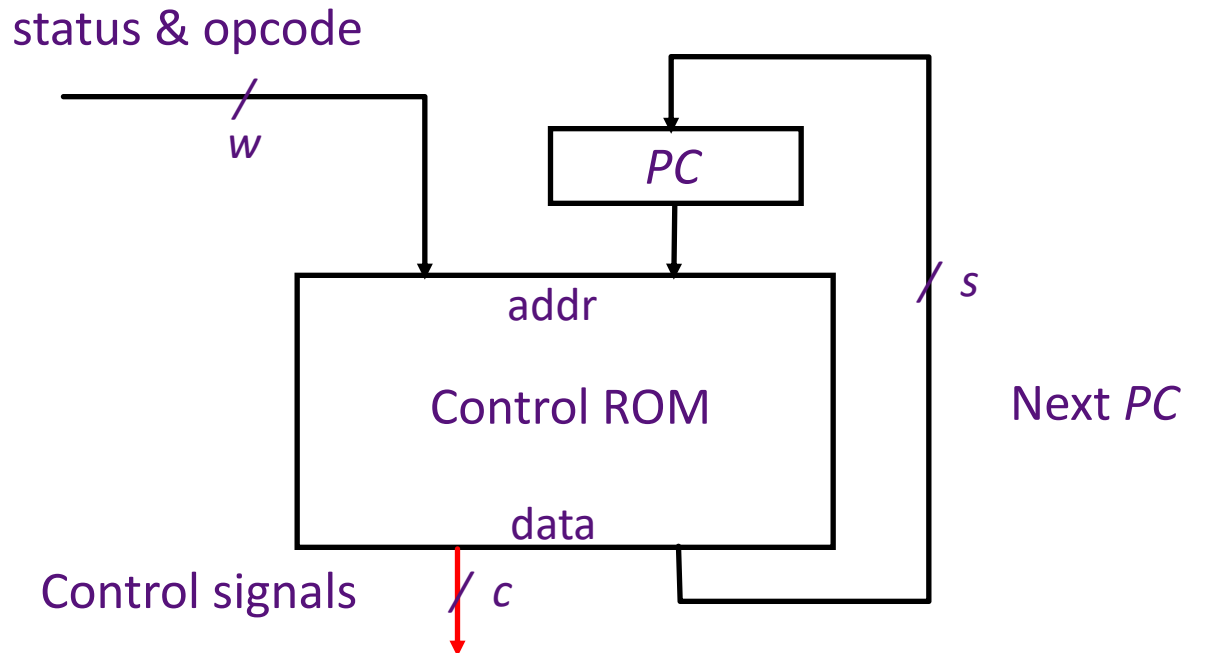 status & opcode
w
PC
s
addr
Control ROM
Next PC
data
Control signals
c